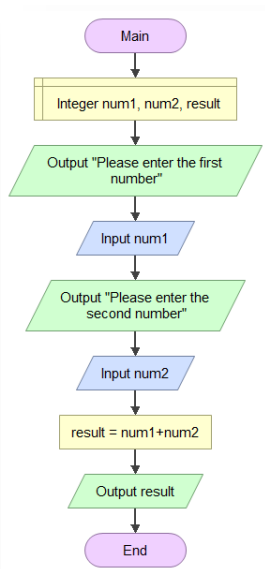 Main
Integer num1, num2, result
Output "Please enter the first
number"
Input num1
Output "Please enter the
second number"
Input num2
result = num1+num2
Output result
End